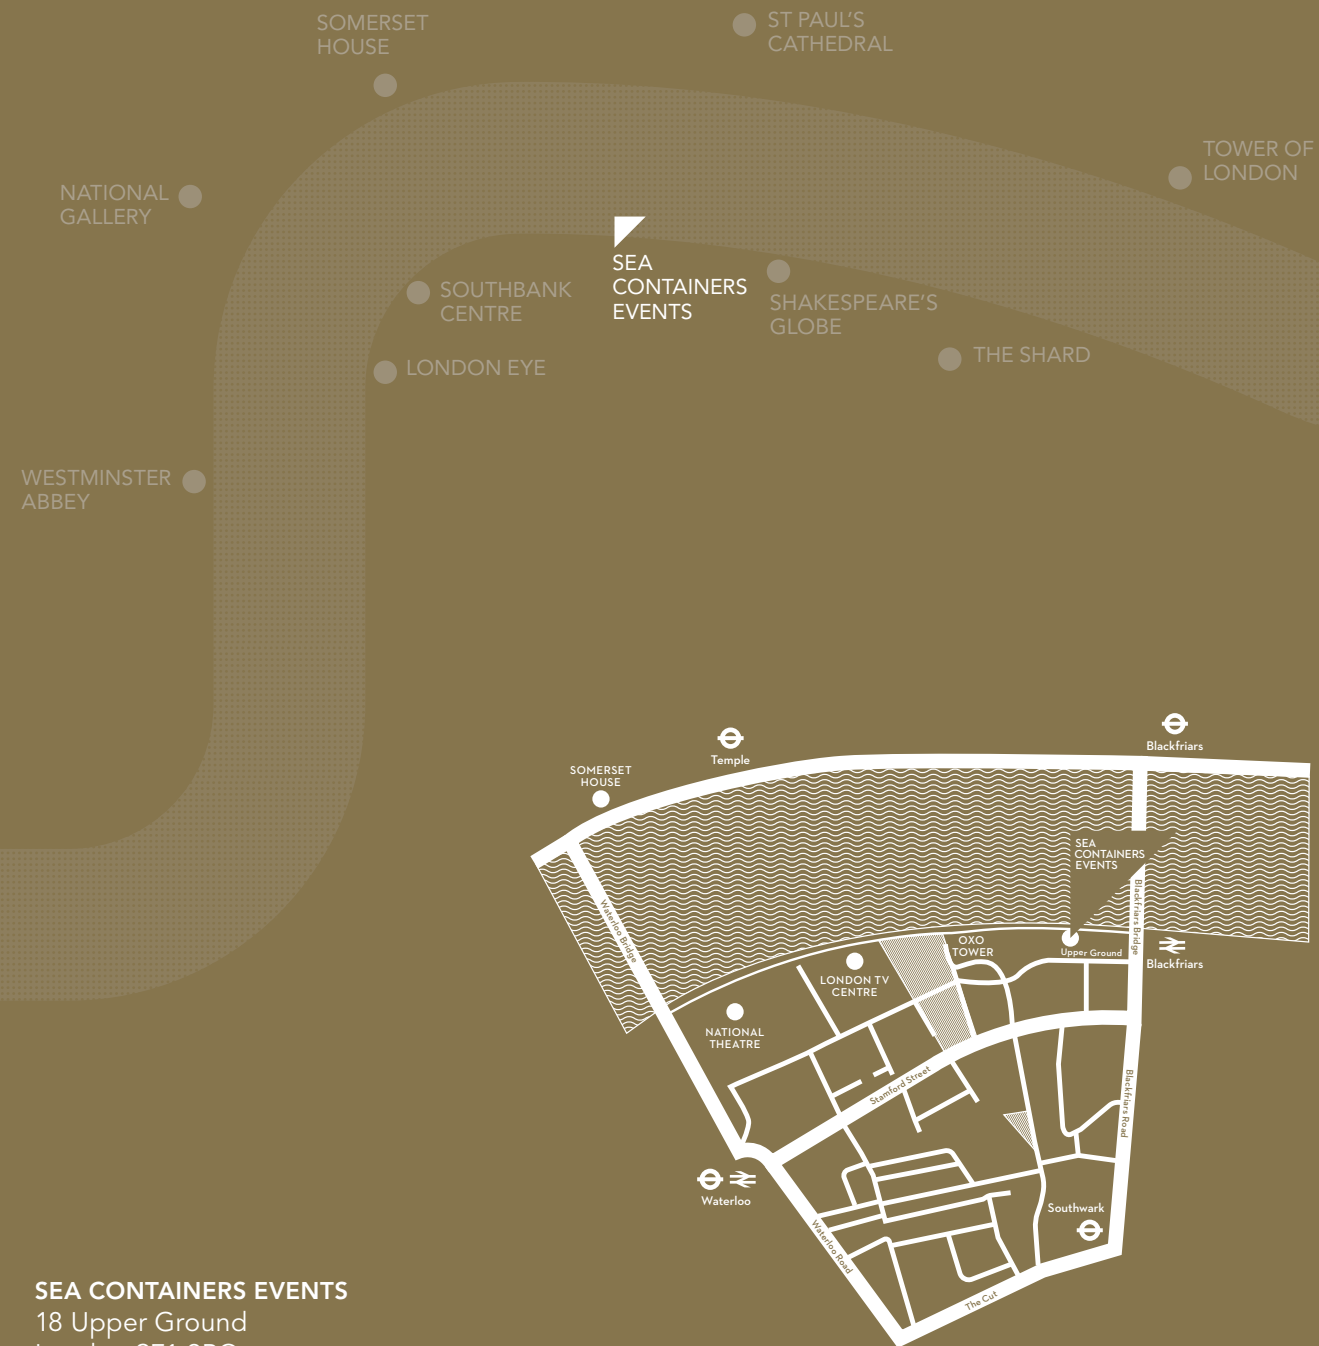 SOMERSET
HOUSE
ST PAUL'S
CATHEDRAL
TOWER OF
LONDON
NATIONAL
GALLERY
SEA
CONTAINERS
EVENTS
SOUTHBANK
CENTRE
SHAKESPEARE'S
GLOBE
THE SHARD
LONDON EYE
WESTMINSTER
ABBEY
Blackfriars
Temple
SOMERSET
HOUSE
SEA
CONTAINERS
EVENTS
Blackfriars Bridge
Waterloo Bridge
OXO
TOWER
Upper Ground
Blackfriars
LONDON TV
CENTRE
NATIONAL
THEATRE
Stamford Street
Blackfriars Road
Waterloo
Southwark
Waterloo Road
The Cut
SEA CONTAINERS EVENTS
18 Upper Ground